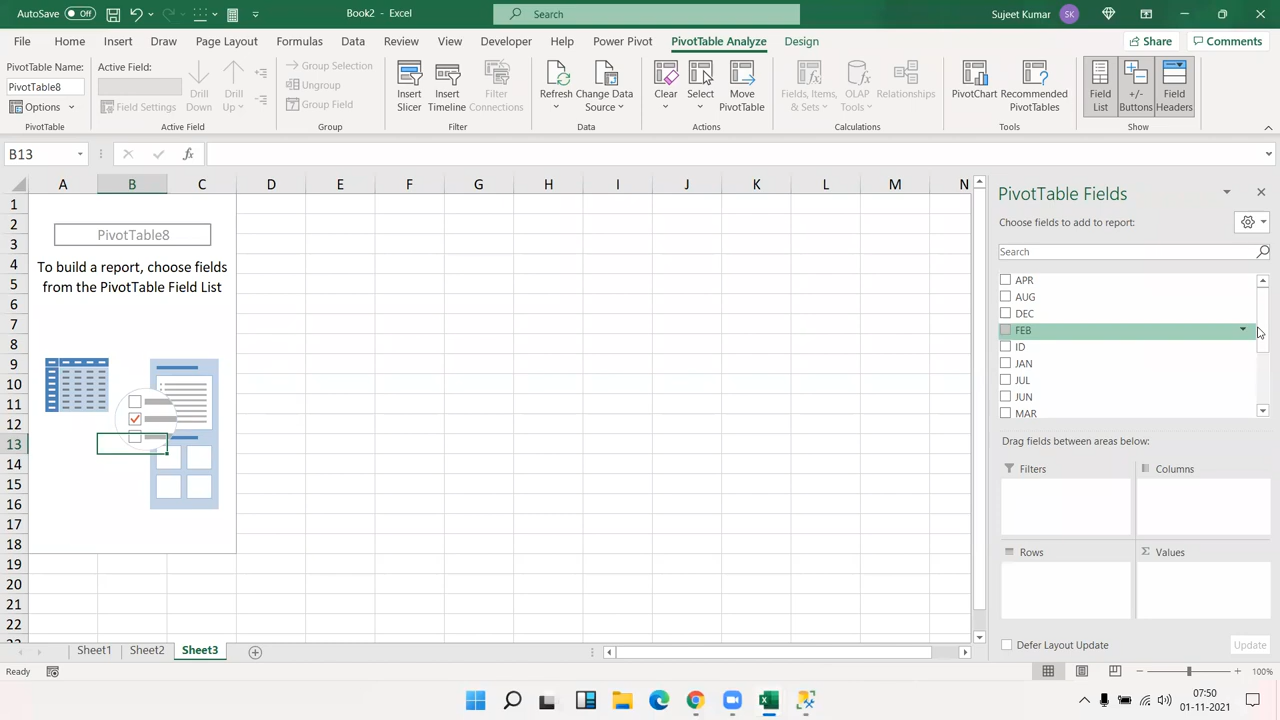 AutoSave Off Book2 - Excel Search Sujeet Kumar SK
File Home Insert Draw Page Layout Formulas Data Review View Developer Help Power Pivot PivotTable Analyze Design Share Comments
PivotTable Name:
PivotTable8
Options
PivotTable
Active Field:
Field Settings
Drill Down
Drill Up
Active Field
Group Selection
Ungroup
Group Field
Group
Insert Slicer
Insert Timeline
Filter Connections
Filter
Refresh
Change Data Source
Data
Clear
Select
Move PivotTable
Actions
Fields, Items, & Sets
OLAP Tools
Relationships
Calculations
PivotChart
Recommended PivotTables
Tools
Field List
+/- Buttons
Field Headers
Show
B13 fx
A B C D E F G H I J K L M N
1
2
3
4
5
6
7
8
9
10
11
12
13
14
15
16
17
18
19
20
21
22
23
PivotTable8
To build a report, choose fields
from the PivotTable Field List
PivotTable Fields
Choose fields to add to report:
Search
APR
AUG
DEC
FEB
ID
JAN
JUL
JUN
MAR
Drag fields between areas below:
Filters Columns
Rows Σ Values
Defer Layout Update Update
Sheet1 Sheet2 Sheet3
Ready 100%
07:50
01-11-2021